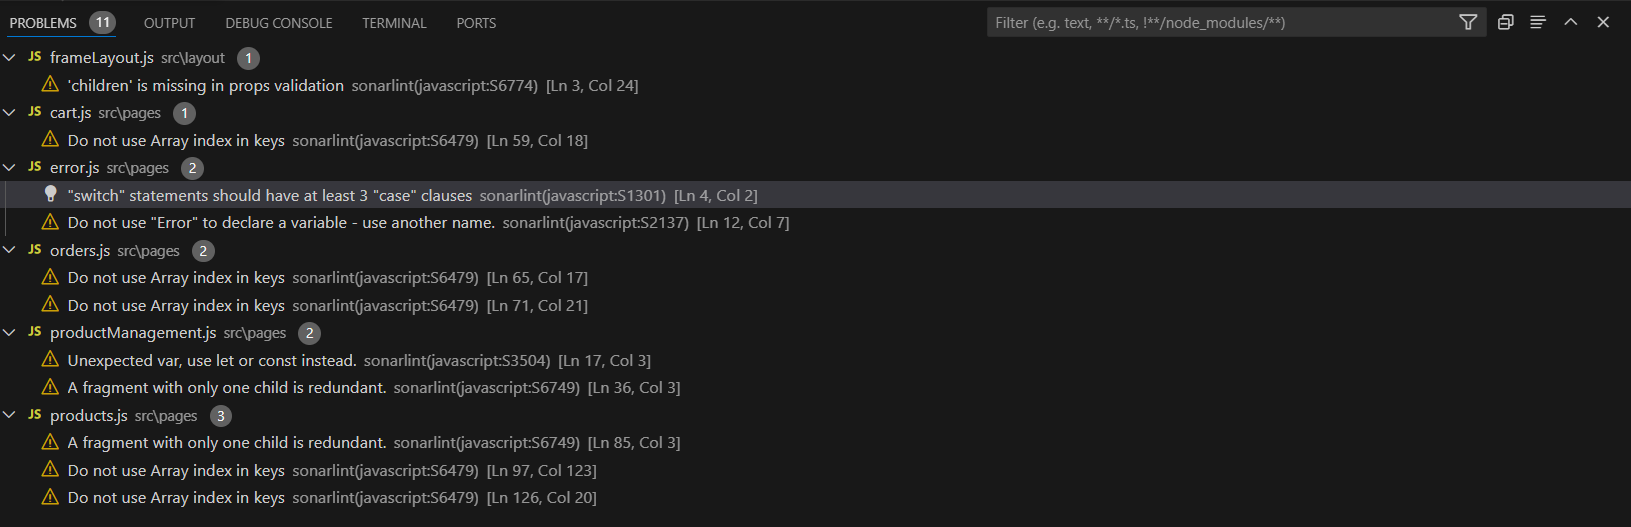 PROBLEMS 11 OUTPUT DEBUG CONSOLE TERMINAL PORTS Filter (e.g. text, **/*.ts, !**/node_modules/**)
JS frameLayout.js src\layout 1
'children' is missing in props validation sonarlint(javascript:S6774) [Ln 3, Col 24]
JS cart.js src\pages 1
Do not use Array index in keys sonarlint(javascript:S6479) [Ln 59, Col 18]
JS error.js src\pages 2
"switch" statements should have at least 3 "case" clauses sonarlint(javascript:S1301) [Ln 4, Col 2]
Do not use "Error" to declare a variable - use another name. sonarlint(javascript:S2137) [Ln 12, Col 7]
JS orders.js src\pages 2
Do not use Array index in keys sonarlint(javascript:S6479) [Ln 65, Col 17]
Do not use Array index in keys sonarlint(javascript:S6479) [Ln 71, Col 21]
JS productManagement.js src\pages 2
Unexpected var, use let or const instead. sonarlint(javascript:S3504) [Ln 17, Col 3]
A fragment with only one child is redundant. sonarlint(javascript:S6749) [Ln 36, Col 3]
JS products.js src\pages 3
A fragment with only one child is redundant. sonarlint(javascript:S6749) [Ln 85, Col 3]
Do not use Array index in keys sonarlint(javascript:S6479) [Ln 97, Col 123]
Do not use Array index in keys sonarlint(javascript:S6479) [Ln 126, Col 20]